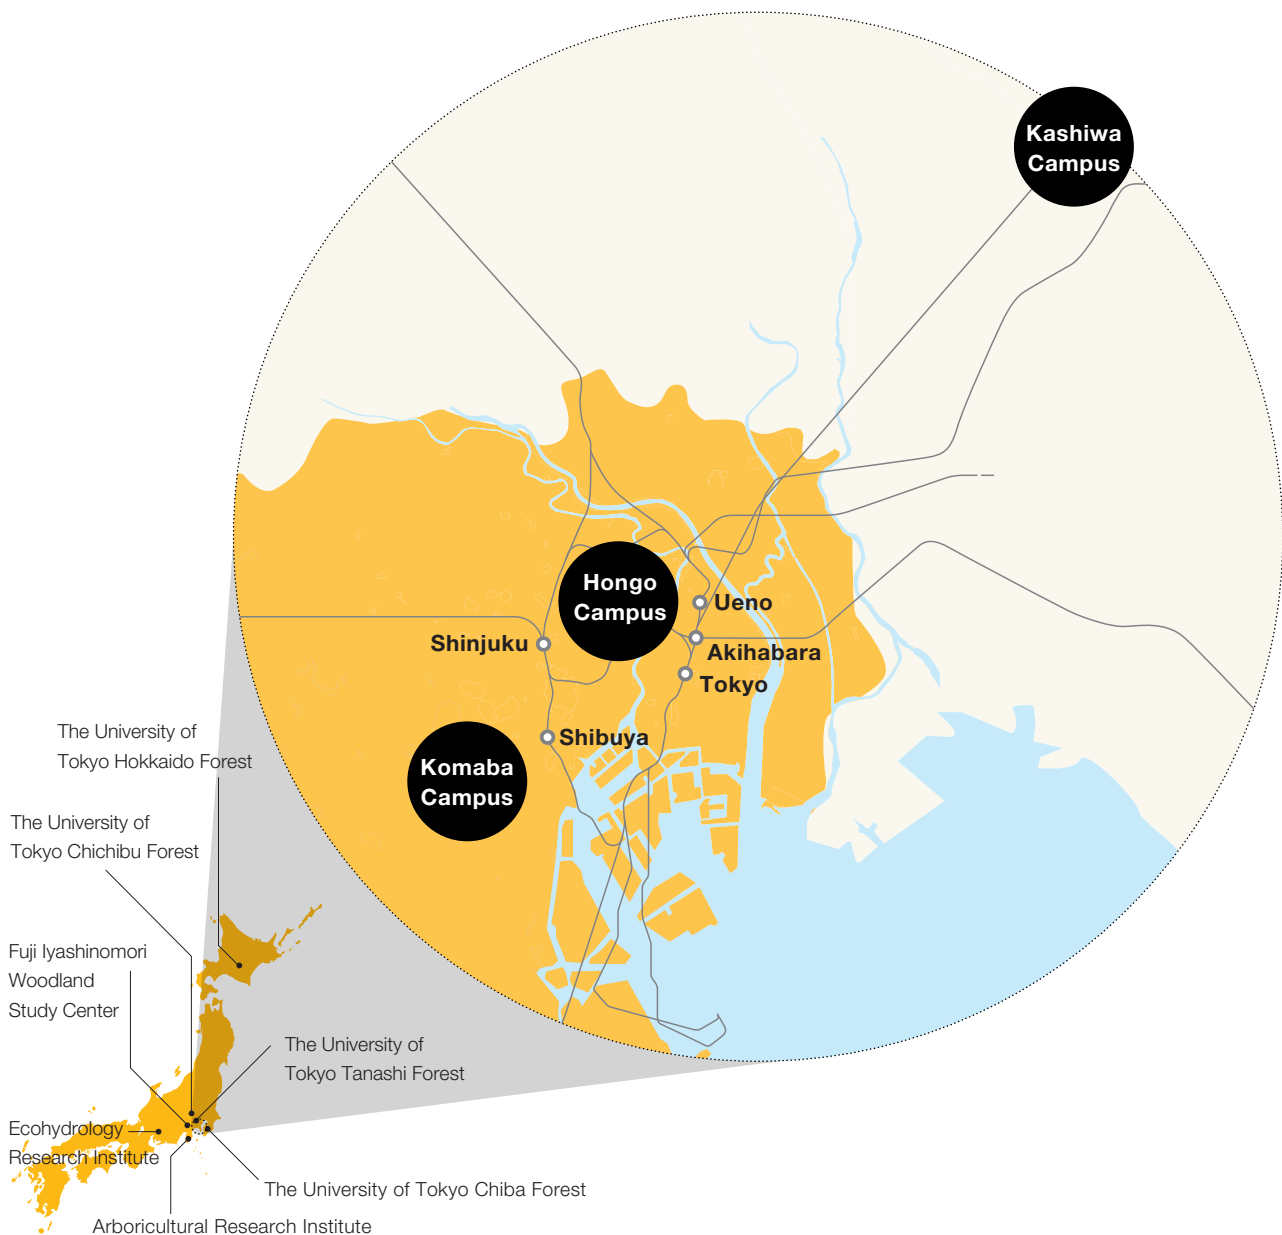 Kashiwa
Campus
Hongo
Campus
Ueno
Shinjuku
Akihabara
Tokyo
Shibuya
Komaba
Campus
The University of
Tokyo Hokkaido Forest
The University of
Tokyo Chichibu Forest
Fuji Iyashinomori
Woodland
Study Center
The University of
Tokyo Tanashi Forest
Ecohydrology
Research Institute
The University of Tokyo Chiba Forest
Arboricultural Research Institute